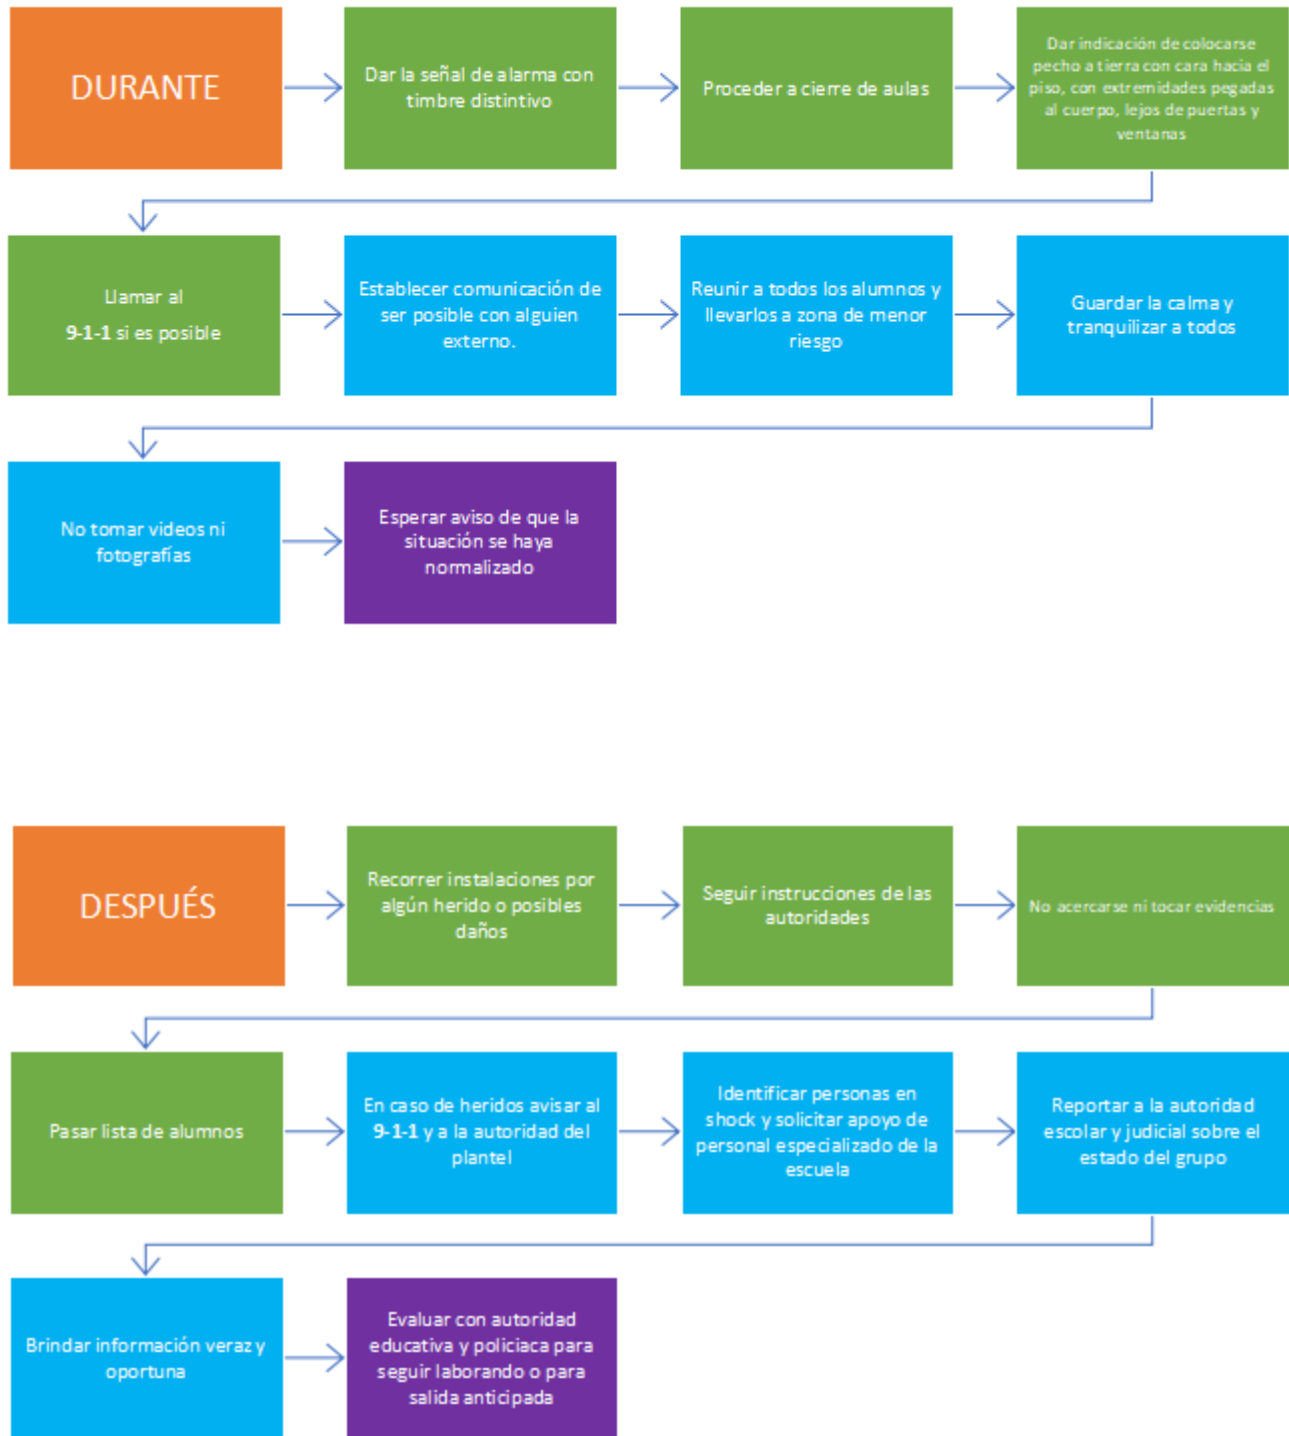 DURANTE
Dar la señal de alarma con
timbre distintivo
Proceder a cierre de aulas
Dar indicación de colocarse
pecho a tierra con cara hacia el
piso, con extremidades pegadas
al cuerpo, lejos de puertas y
ventanas
Llamar al
9-1-1 si es posible
Establecer comunicación de
ser posible con alguien
externo.
Reunir a todos los alumnos y
llevarlos a zona de menor
riesgo
Guardar la calma y
tranquilizar a todos
No tomar videos ni
fotografías
Esperar aviso de que la
situación se haya
normalizado
DESPUÉS
Recorrer instalaciones por
algún herido o posibles
daños
Seguir instrucciones de las
autoridades
No acercarse ni tocar evidencias
Pasar lista de alumnos
En caso de heridos avisar al
9-1-1 y a la autoridad del
plantel
Identificar personas en
shock y solicitar apoyo de
personal especializado de la
escuela
Reportar a la autoridad
escolar y judicial sobre el
estado del grupo
Brindar información veraz y
oportuna
Evaluar con autoridad
educativa y policiaca para
seguir laborando o para
salida anticipada